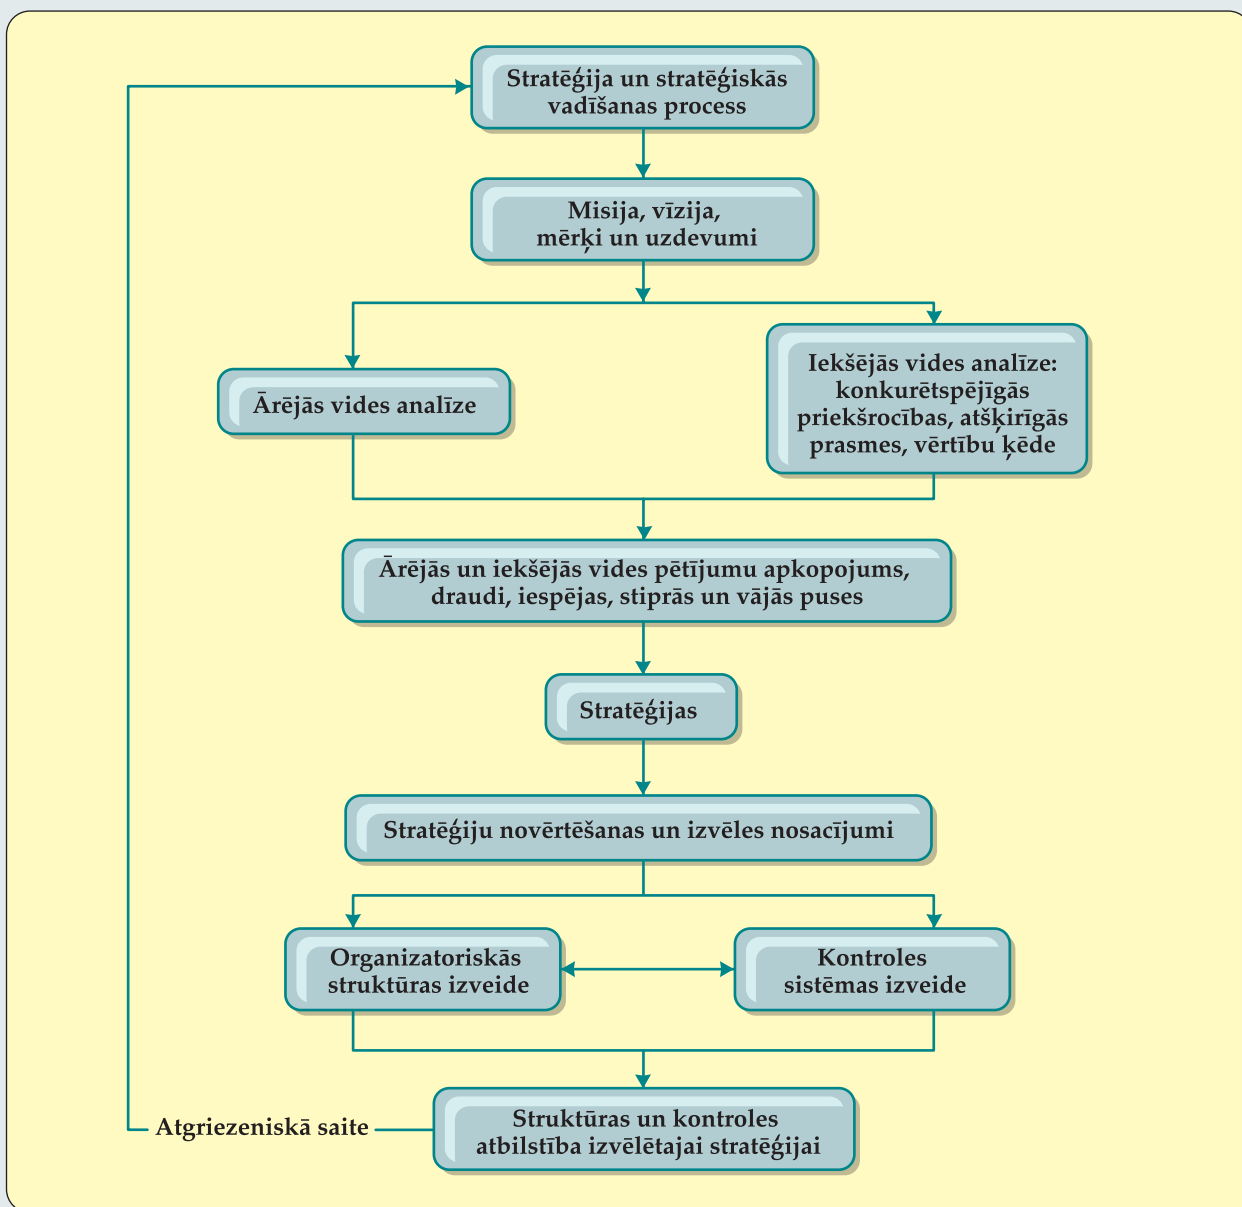 Stratēģija un stratēģiskās
vadīšanas process
Misija, vīzija,
mērķi un uzdevumi
Ārējās vides analīze
Iekšējās vides analīze:
konkurētspējīgās
priekšrocības, atšķirīgās
prasmes, vērtību ķēde
Ārējās un iekšējās vides pētījumu apkopojums,
draudi, iespējas, stiprās un vājās puses
Stratēģijas
Stratēģiju novērtēšanas un izvēles nosacījumi
Organizatoriskās
struktūras izveide
Kontroles
sistēmas izveide
Atgriezeniskā saite
Struktūras un kontroles
atbilstība izvēlētajai stratēģijai